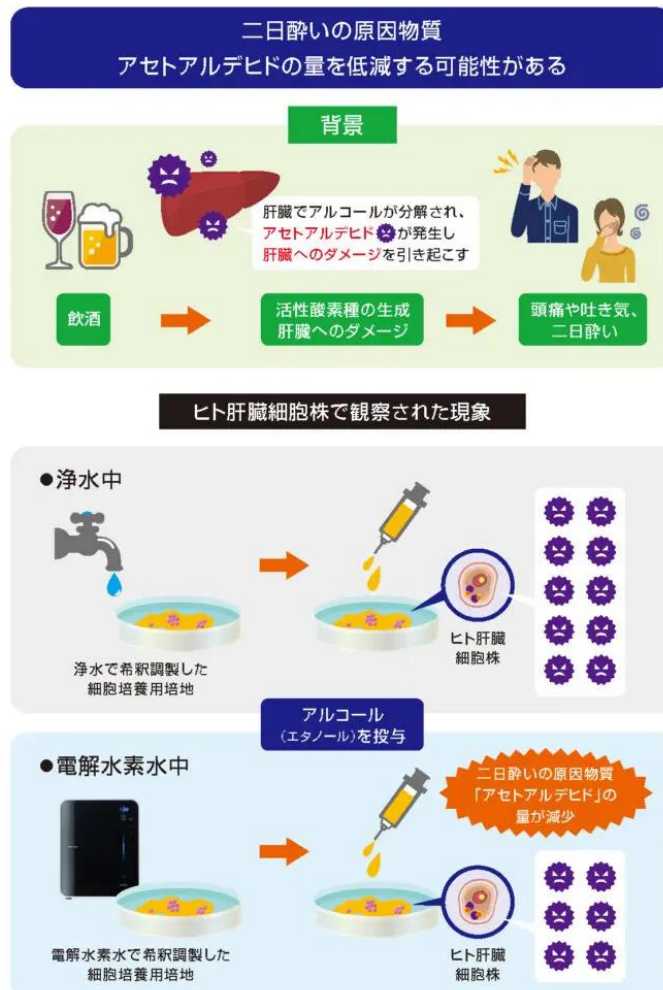 二日酔いの原因物質
アセトアルデヒドの量を低減する可能性がある
背景
肝臓でアルコールが分解され、
アセトアルデヒドが発生し
肝臓へのダメージを引き起こす
飲酒
活性酸素種の生成
肝臓へのダメージ
頭痛や吐き気、
二日酔い
ヒト肝臓細胞株で観察された現象
●浄水中
浄水で希釈調製した
細胞培養用培地
ヒト肝臓
細胞株
アルコール
（エタノール）を投与
●電解水素水中
二日酔いの原因物質
「アセトアルデヒド」の
量が減少
電解水素水で希釈調製した
細胞培養用培地
ヒト肝臓
細胞株